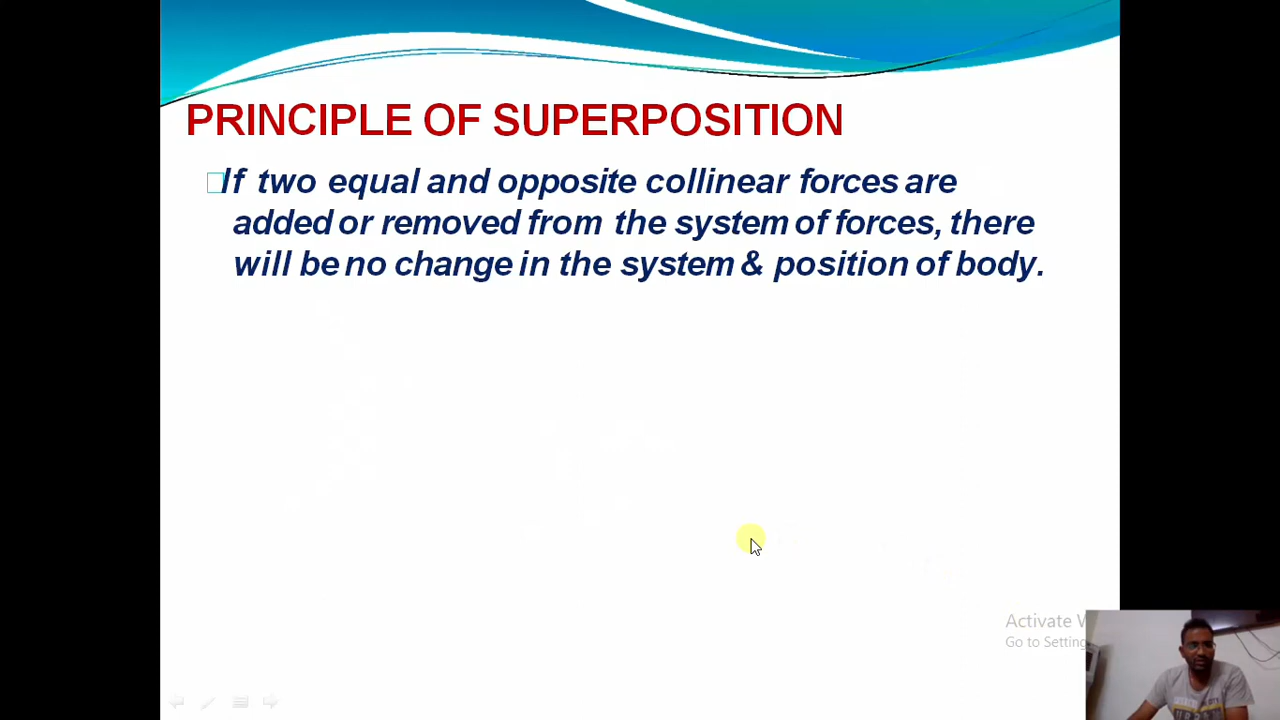 PRINCIPLE OF SUPERPOSITION
If two equal and opposite collinear forces are
added or removed from the system of forces, there
will be no change in the system & position of body.
Activate
Go to Setting